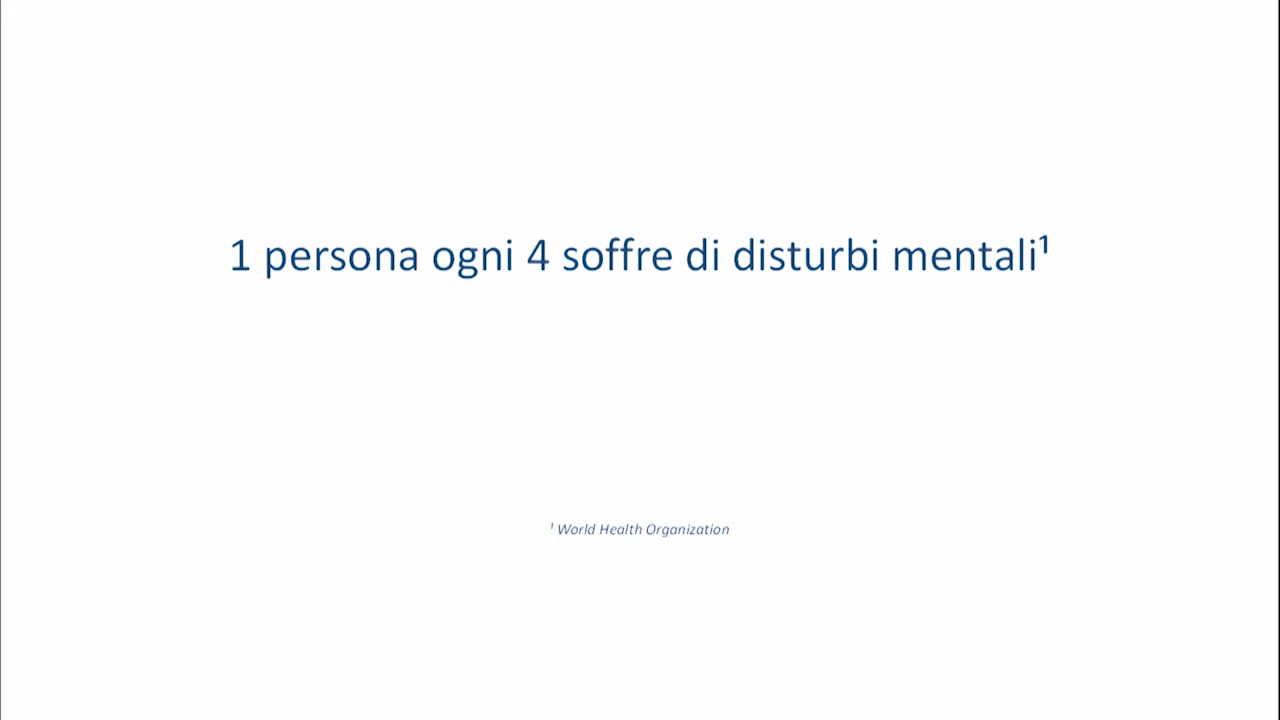 1 persona ogni 4 soffre di disturbi mentali¹
¹ World Health Organization